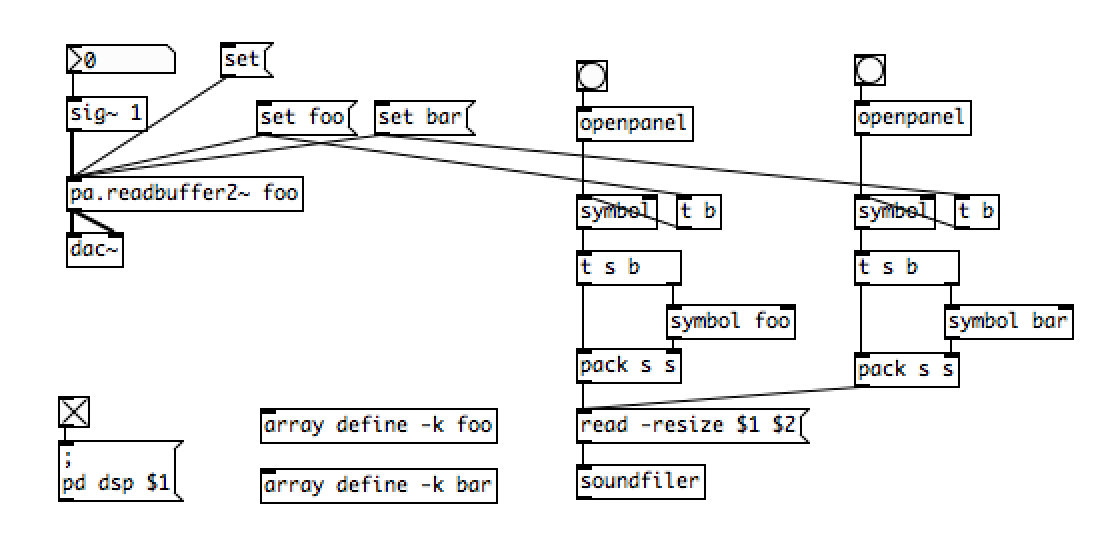 0
set
sig~ 1
set foo
set bar
openpanel
openpanel
pa.readbuffer2~ foo
symbol
t b
symbol
t b
dac~
t s b
t s b
symbol foo
symbol bar
pack s s
pack s s
array define -k foo
read -resize $1 $2
;
pd dsp $1
array define -k bar
soundfiler